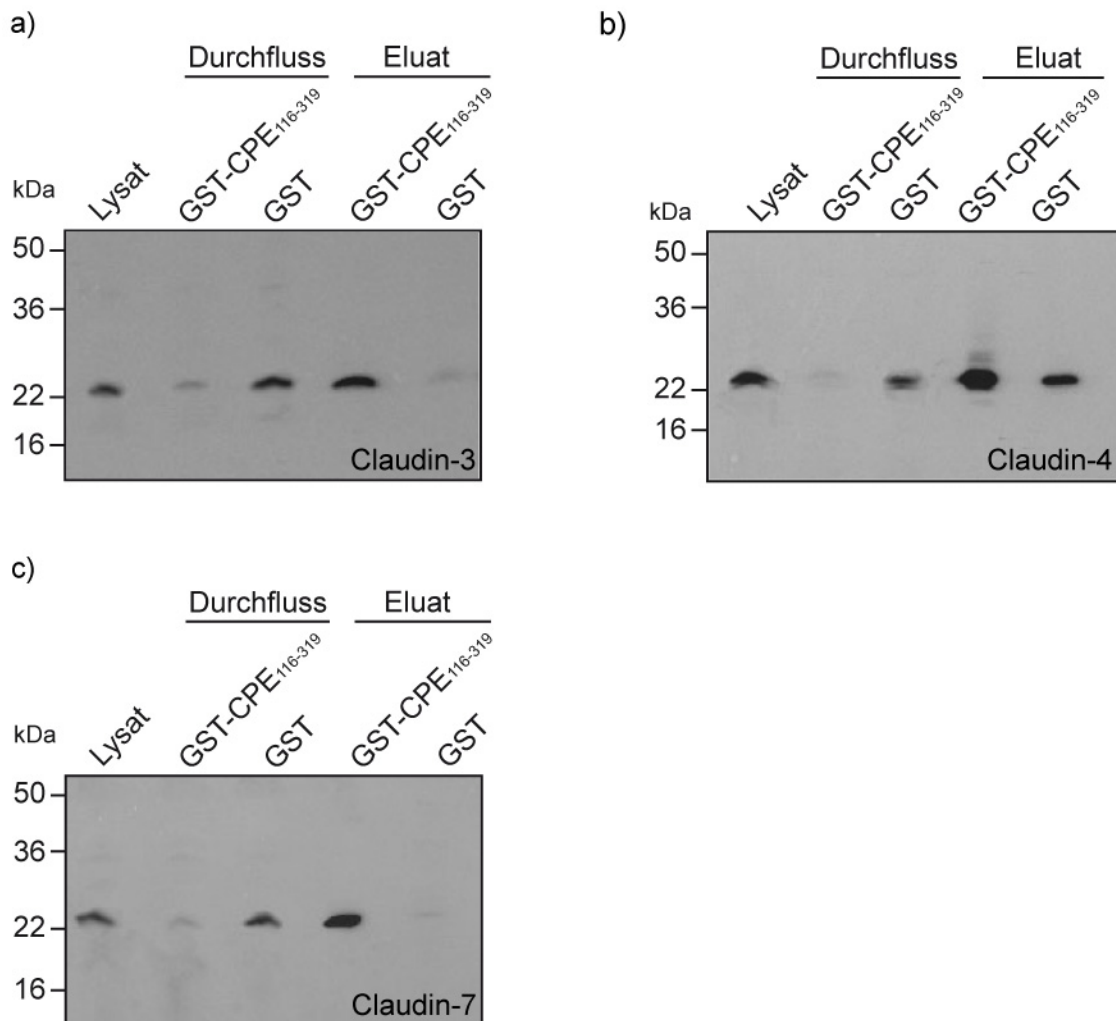 a)
Durchfluss Eluat
kDa Lysat GST-CPE116-319 GST GST-CPE116-319 GST
50
36
22
16
Claudin-3
b)
Durchfluss Eluat
kDa Lysat GST-CPE116-319 GST GST-CPE116-319 GST
50
36
22
16
Claudin-4
c)
Durchfluss Eluat
kDa Lysat GST-CPE116-319 GST GST-CPE116-319 GST
50
36
22
16
Claudin-7